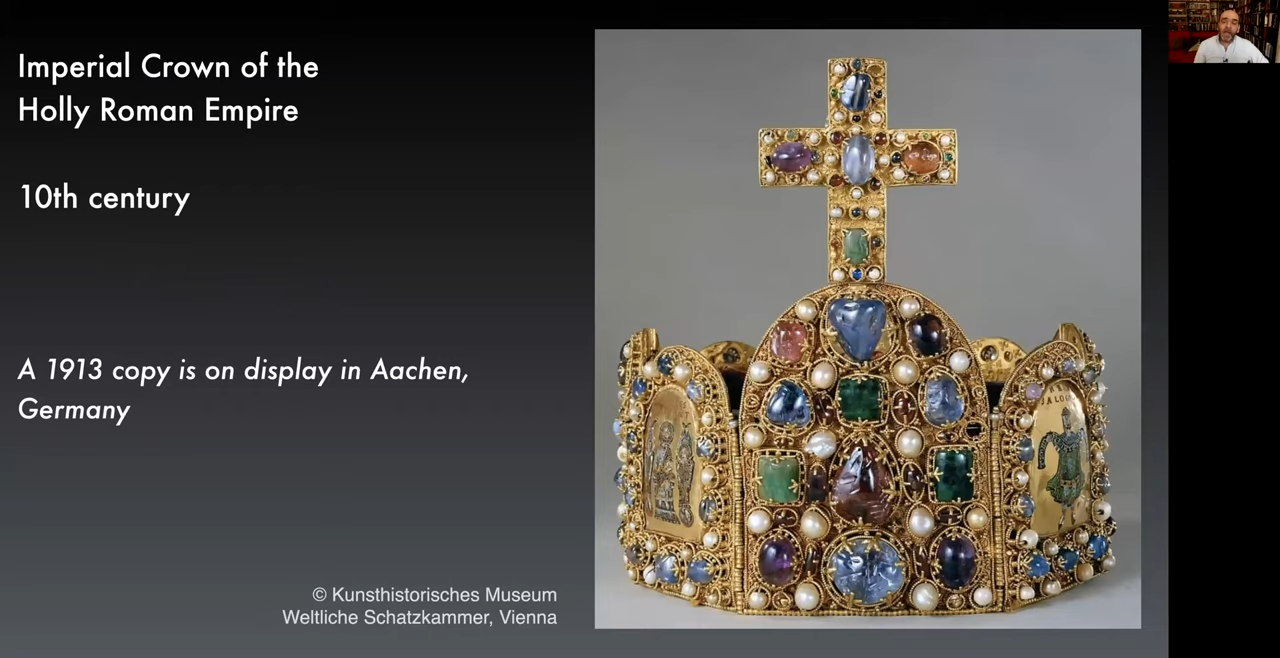 Imperial Crown of the
Holly Roman Empire
10th century
A 1913 copy is on display in Aachen,
Germany
© Kunsthistorisches Museum
Weltliche Schatzkammer, Vienna